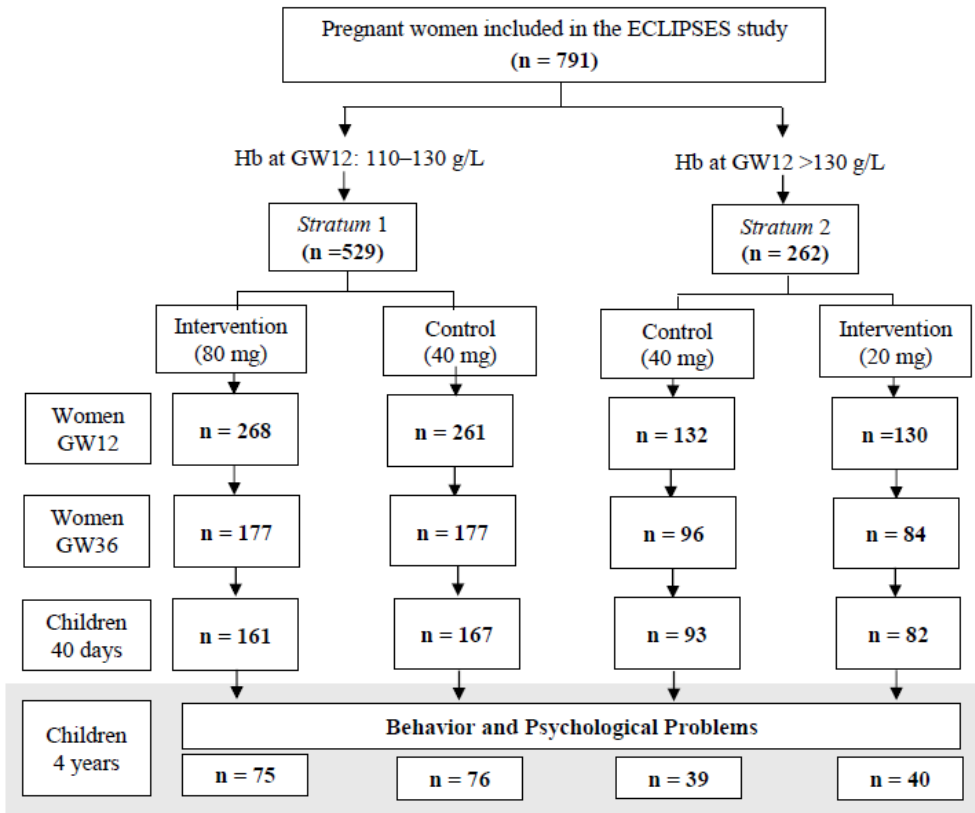 Pregnant women included in the ECLIPSES study
(n = 791)
Hb at GW12: 110–130 g/L
Hb at GW12 >130 g/L
Stratum 1
(n =529)
Stratum 2
(n = 262)
Intervention
(80 mg)
Control
(40 mg)
Control
(40 mg)
Intervention
(20 mg)
Women
GW12
n = 268
n = 261
n = 132
n =130
Women
GW36
n = 177
n = 177
n = 96
n = 84
Children
40 days
n = 161
n = 167
n = 93
n = 82
Children
4 years
Behavior and Psychological Problems
n = 75
n = 76
n = 39
n = 40